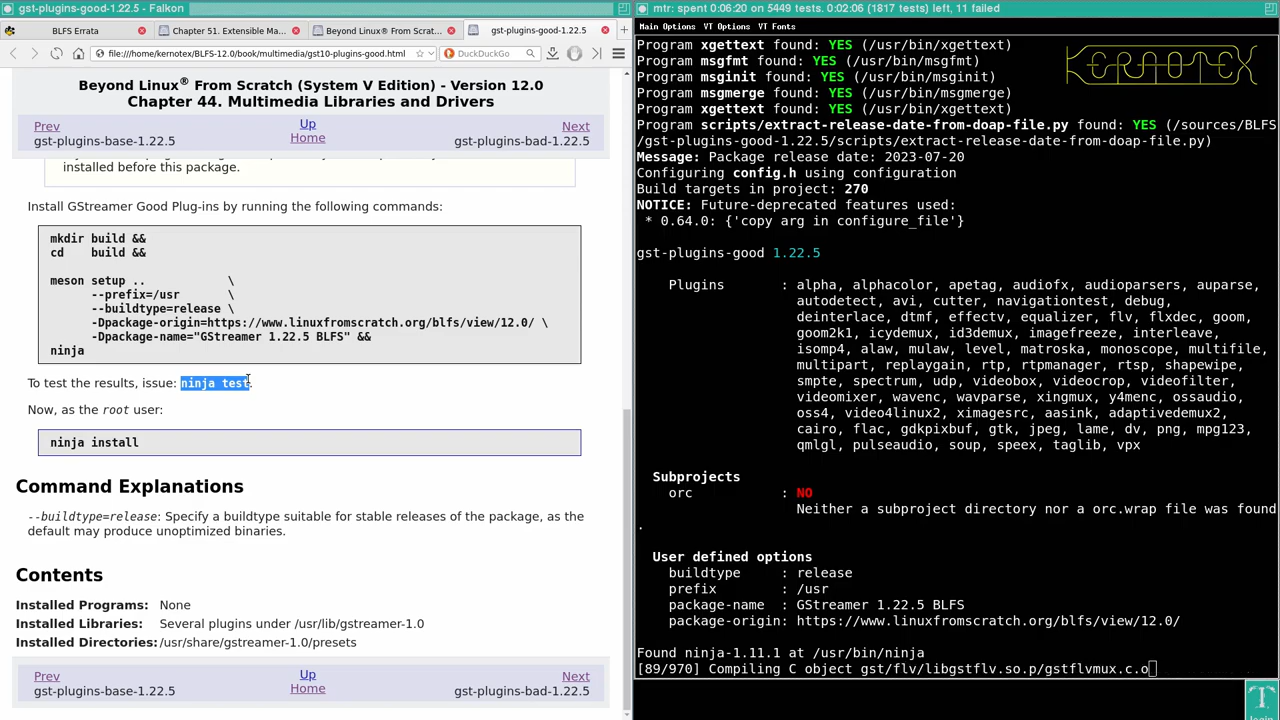 gst-plugins-good-1.22.5 - Falkon
BLFS Errata
Chapter 51. Extensible Ma...
Beyond Linux® From Scrat...
gst-plugins-good-1.22.5
file:///home/kernotex/BLFS-12.0/book/multimedia/gst10-plugins-good.html
DuckDuckGo
Beyond Linux® From Scratch (System V Edition) - Version 12.0
Chapter 44. Multimedia Libraries and Drivers
Prev
gst-plugins-base-1.22.5
Up
Home
Next
gst-plugins-bad-1.22.5
installed before this package.
Install GStreamer Good Plug-ins by running the following commands:
mkdir build &&
cd    build &&
meson setup ..            \
      --prefix=/usr       \
      --buildtype=release \
      -Dpackage-origin=https://www.linuxfromscratch.org/blfs/view/12.0/ \
      -Dpackage-name="GStreamer 1.22.5 BLFS" &&
ninja
To test the results, issue: ninja test.
Now, as the root user:
ninja install
Command Explanations
--buildtype=release: Specify a buildtype suitable for stable releases of the package, as the
default may produce unoptimized binaries.
Contents
Installed Programs: None
Installed Libraries: Several plugins under /usr/lib/gstreamer-1.0
Installed Directories: /usr/share/gstreamer-1.0/presets
Prev
gst-plugins-base-1.22.5
Up
Home
Next
gst-plugins-bad-1.22.5
mtr: spent 0:06:20 on 5449 tests. 0:02:06 (1817 tests) left, 11 failed
Main Options  VT Options  VT Fonts
Program xgettext found: YES (/usr/bin/xgettext)
Program msgfmt found: YES (/usr/bin/msgfmt)
Program msginit found: YES (/usr/bin/msginit)
Program msgmerge found: YES (/usr/bin/msgmerge)
Program xgettext found: YES (/usr/bin/xgettext)
Program scripts/extract-release-date-from-doap-file.py found: YES (/sources/BLFS
/gst-plugins-good-1.22.5/scripts/extract-release-date-from-doap-file.py)
Message: Package release date: 2023-07-20
Configuring config.h using configuration
Build targets in project: 270
NOTICE: Future-deprecated features used:
 * 0.64.0: {'copy arg in configure_file'}
gst-plugins-good 1.22.5
Plugins : alpha, alphacolor, apetag, audiofx, audioparsers, auparse,
autodetect, avi, cutter, navigationtest, debug,
deinterlace, dtmf, effectv, equalizer, flv, flxdec, goom,
goom2k1, icydemux, id3demux, imagefreeze, interleave,
isomp4, alaw, mulaw, level, matroska, monoscope, multifile,
multipart, replaygain, rtp, rtpmanager, rtsp, shapewipe,
smpte, spectrum, udp, videobox, videocrop, videofilter,
videomixer, wavenc, wavparse, xingmux, y4menc, ossaudio,
oss4, video4linux2, ximagesrc, aasink, adaptivedemux2,
cairo, flac, gdkpixbuf, gtk, jpeg, lame, dv, png, mpg123,
qmlgl, pulseaudio, soup, speex, taglib, vpx
Subprojects
orc : NO
Neither a subproject directory nor a orc.wrap file was found
.
User defined options
buildtype : release
prefix : /usr
package-name : GStreamer 1.22.5 BLFS
package-origin: https://www.linuxfromscratch.org/blfs/view/12.0/
Found ninja-1.11.1 at /usr/bin/ninja
[89/970] Compiling C object gst/flv/libgstflv.so.p/gstflvmux.c.o
KERNOTEX